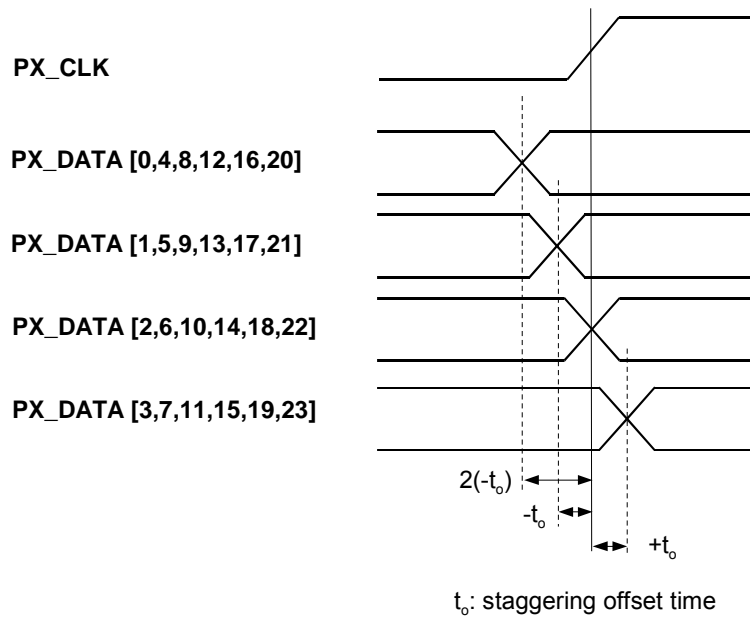 PX_CLK
PX_DATA [0,4,8,12,16,20]
PX_DATA [1,5,9,13,17,21]
PX_DATA [2,6,10,14,18,22]
PX_DATA [3,7,11,15,19,23]
2(-to)
-to
+to
to: staggering offset time